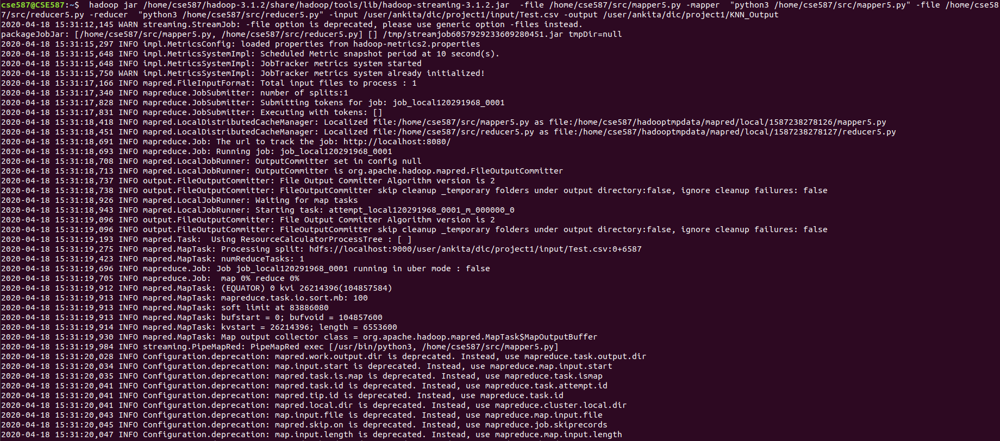 cse587@CSE587:~$  hadoop jar /home/cse587/hadoop-3.1.2/share/hadoop/tools/lib/hadoop-streaming-3.1.2.jar  -file /home/cse587/src/mapper5.py -mapper  "python3 /home/cse587/src/mapper5.py" -file /home/cse58
7/src/reducer5.py -reducer  "python3 /home/cse587/src/reducer5.py" -input /user/ankita/dic/project1/input/Test.csv -output /user/ankita/dic/project1/KNN_Output
2020-04-18 15:31:12,145 WARN streaming.StreamJob: -file option is deprecated, please use generic option -files instead.
packageJobJar: [/home/cse587/src/mapper5.py, /home/cse587/src/reducer5.py] [] /tmp/streamjob6057929233609280451.jar tmpDir=null
2020-04-18 15:31:15,297 INFO impl.MetricsConfig: loaded properties from hadoop-metrics2.properties
2020-04-18 15:31:15,648 INFO impl.MetricsSystemImpl: Scheduled Metric snapshot period at 10 second(s).
2020-04-18 15:31:15,648 INFO impl.MetricsSystemImpl: JobTracker metrics system started
2020-04-18 15:31:15,750 WARN impl.MetricsSystemImpl: JobTracker metrics system already initialized!
2020-04-18 15:31:17,166 INFO mapred.FileInputFormat: Total input files to process : 1
2020-04-18 15:31:17,340 INFO mapreduce.JobSubmitter: number of splits:1
2020-04-18 15:31:17,828 INFO mapreduce.JobSubmitter: Submitting tokens for job: job_local120291968_0001
2020-04-18 15:31:17,831 INFO mapreduce.JobSubmitter: Executing with tokens: []
2020-04-18 15:31:18,418 INFO mapred.LocalDistributedCacheManager: Localized file:/home/cse587/src/mapper5.py as file:/home/cse587/hadooptmpdata/mapred/local/1587238278126/mapper5.py
2020-04-18 15:31:18,451 INFO mapred.LocalDistributedCacheManager: Localized file:/home/cse587/src/reducer5.py as file:/home/cse587/hadooptmpdata/mapred/local/1587238278127/reducer5.py
2020-04-18 15:31:18,691 INFO mapreduce.Job: The url to track the job: http://localhost:8080/
2020-04-18 15:31:18,693 INFO mapreduce.Job: Running job: job_local120291968_0001
2020-04-18 15:31:18,708 INFO mapred.LocalJobRunner: OutputCommitter set in config null
2020-04-18 15:31:18,713 INFO mapred.LocalJobRunner: OutputCommitter is org.apache.hadoop.mapred.FileOutputCommitter
2020-04-18 15:31:18,737 INFO output.FileOutputCommitter: File Output Committer Algorithm version is 2
2020-04-18 15:31:18,738 INFO output.FileOutputCommitter: FileOutputCommitter skip cleanup _temporary folders under output directory:false, ignore cleanup failures: false
2020-04-18 15:31:18,926 INFO mapred.LocalJobRunner: Waiting for map tasks
2020-04-18 15:31:18,943 INFO mapred.LocalJobRunner: Starting task: attempt_local120291968_0001_m_000000_0
2020-04-18 15:31:19,096 INFO output.FileOutputCommitter: File Output Committer Algorithm version is 2
2020-04-18 15:31:19,096 INFO output.FileOutputCommitter: FileOutputCommitter skip cleanup _temporary folders under output directory:false, ignore cleanup failures: false
2020-04-18 15:31:19,193 INFO mapred.Task:  Using ResourceCalculatorProcessTree : [ ]
2020-04-18 15:31:19,275 INFO mapred.MapTask: Processing split: hdfs://localhost:9000/user/ankita/dic/project1/input/Test.csv:0+6587
2020-04-18 15:31:19,423 INFO mapred.MapTask: numReduceTasks: 1
2020-04-18 15:31:19,696 INFO mapreduce.Job: Job job_local120291968_0001 running in uber mode : false
2020-04-18 15:31:19,705 INFO mapreduce.Job:  map 0% reduce 0%
2020-04-18 15:31:19,912 INFO mapred.MapTask: (EQUATOR) 0 kvi 26214396(104857584)
2020-04-18 15:31:19,913 INFO mapred.MapTask: mapreduce.task.io.sort.mb: 100
2020-04-18 15:31:19,913 INFO mapred.MapTask: soft limit at 83886080
2020-04-18 15:31:19,913 INFO mapred.MapTask: bufstart = 0; bufvoid = 104857600
2020-04-18 15:31:19,914 INFO mapred.MapTask: kvstart = 26214396; length = 6553600
2020-04-18 15:31:19,930 INFO mapred.MapTask: Map output collector class = org.apache.hadoop.mapred.MapTask$MapOutputBuffer
2020-04-18 15:31:19,984 INFO streaming.PipeMapRed: PipeMapRed exec [/usr/bin/python3, /home/cse587/src/mapper5.py]
2020-04-18 15:31:20,028 INFO Configuration.deprecation: mapred.work.output.dir is deprecated. Instead, use mapreduce.task.output.dir
2020-04-18 15:31:20,034 INFO Configuration.deprecation: map.input.start is deprecated. Instead, use mapreduce.map.input.start
2020-04-18 15:31:20,035 INFO Configuration.deprecation: mapred.task.is.map is deprecated. Instead, use mapreduce.task.ismap
2020-04-18 15:31:20,041 INFO Configuration.deprecation: mapred.task.id is deprecated. Instead, use mapreduce.task.attempt.id
2020-04-18 15:31:20,041 INFO Configuration.deprecation: mapred.tip.id is deprecated. Instead, use mapreduce.task.id
2020-04-18 15:31:20,041 INFO Configuration.deprecation: mapred.local.dir is deprecated. Instead, use mapreduce.cluster.local.dir
2020-04-18 15:31:20,043 INFO Configuration.deprecation: map.input.file is deprecated. Instead, use mapreduce.map.input.file
2020-04-18 15:31:20,045 INFO Configuration.deprecation: mapred.skip.on is deprecated. Instead, use mapreduce.job.skiprecords
2020-04-18 15:31:20,047 INFO Configuration.deprecation: map.input.length is deprecated. Instead, use mapreduce.map.input.length